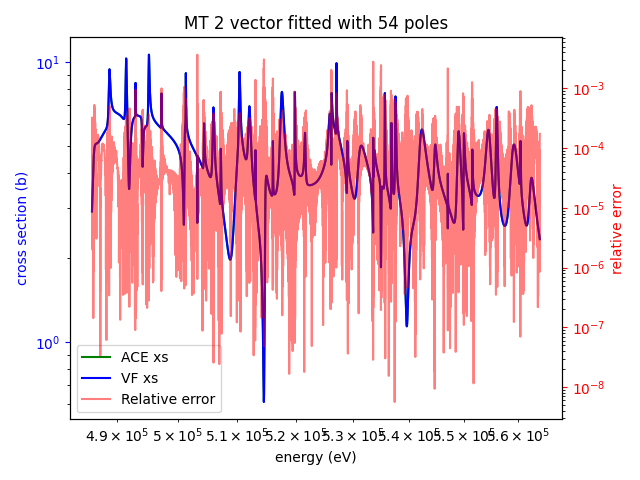 MT 2 vector fitted with 54 poles
10¹
10⁰
cross section (b)
10⁻³
10⁻⁴
10⁻⁵
10⁻⁶
10⁻⁷
10⁻⁸
relative error
ACE xs
VF xs
Relative error
4.9 × 10⁵ 5 × 10⁵ 5.1 × 10⁵ 5.2 × 10⁵ 5.3 × 10⁵ 5.4 × 10⁵ 5.5 × 10⁵ 5.6 × 10⁵
energy (eV)